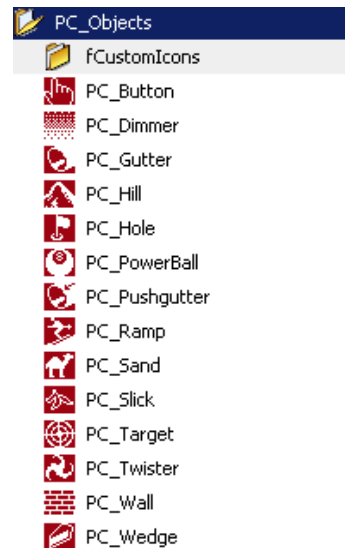 PC_Objects
fCustomIcons
PC_Button
PC_Dimmer
PC_Gutter
PC_Hill
PC_Hole
PC_PowerBall
PC_Pushgutter
PC_Ramp
PC_Sand
PC_Slick
PC_Target
PC_Twister
PC_Wall
PC_Wedge